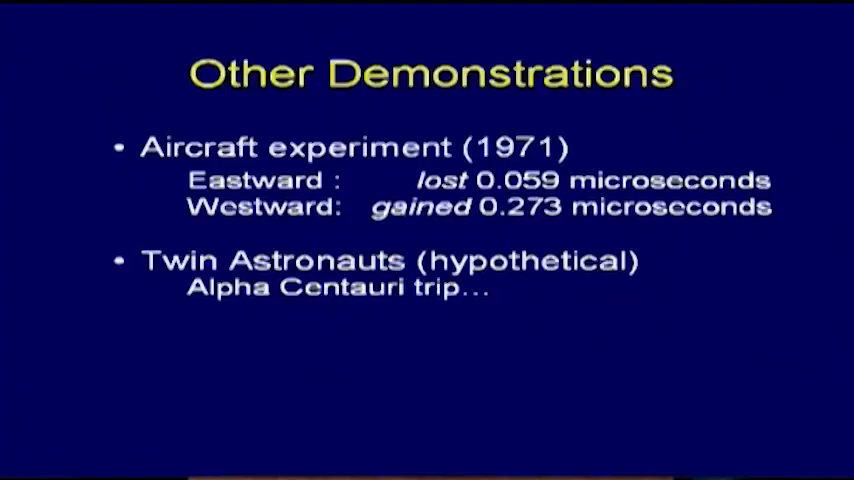 Other Demonstrations
• Aircraft experiment (1971)
Eastward : lost 0.059 microseconds
Westward: gained 0.273 microseconds
• Twin Astronauts (hypothetical)
Alpha Centauri trip...